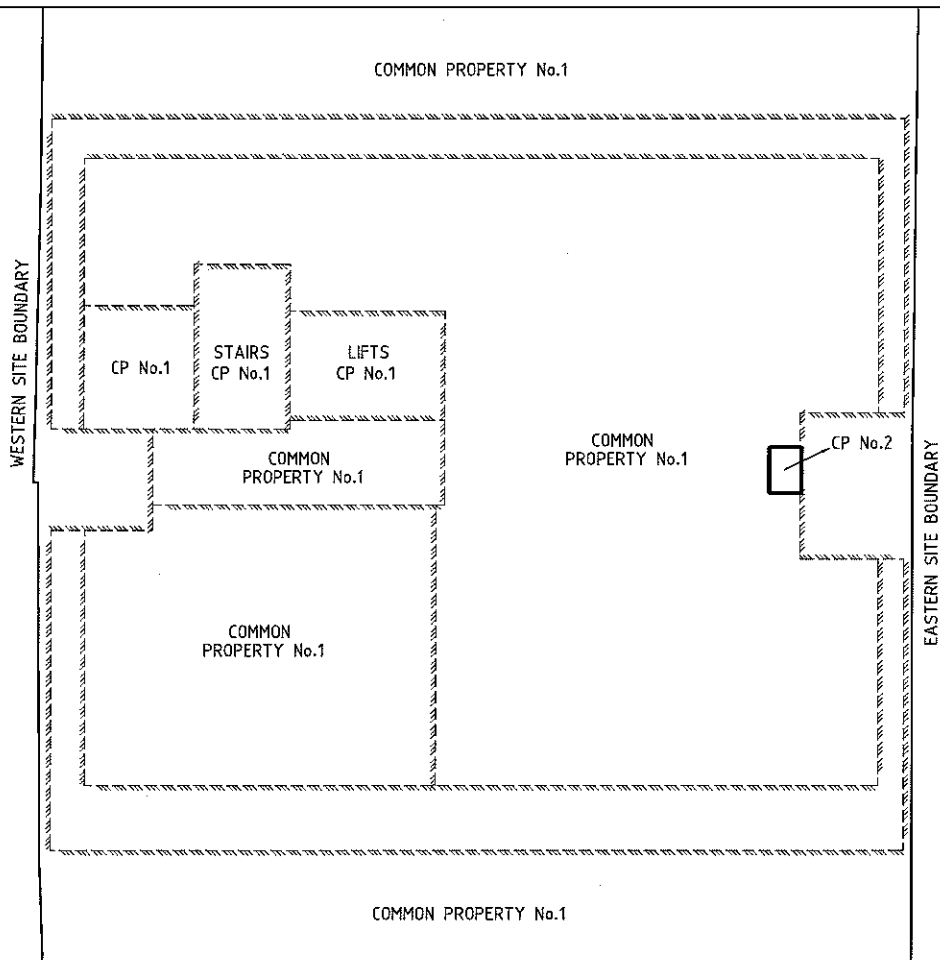 COMMON PROPERTY No.1
WESTERN SITE BOUNDARY
CP No.1
STAIRS
CP No.1
LIFTS
CP No.1
COMMON
PROPERTY No.1
COMMON
PROPERTY No.1
CP No.2
EASTERN SITE BOUNDARY
COMMON
PROPERTY No.1
COMMON PROPERTY No.1